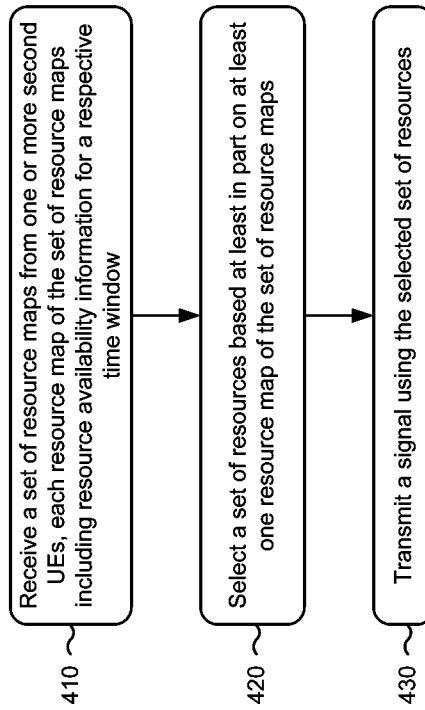 410
Receive a set of resource maps from one or more second
UEs, each resource map of the set of resource maps
including resource availability information for a respective
time window
420
Select a set of resources based at least in part on at least
one resource map of the set of resource maps
430
Transmit a signal using the selected set of resources